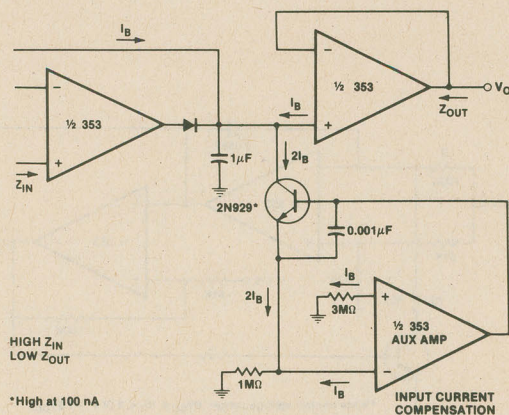 I_B
−
½ 353
+
Z_IN
1μF
−
½ 353
+
I_B
V_O
Z_OUT
2I_B
2N929*
0.001μF
I_B
3MΩ
+
½ 353
AUX AMP
−
2I_B
1MΩ
I_B
HIGH Z_IN
LOW Z_OUT
*High at 100 nA
INPUT CURRENT
COMPENSATION